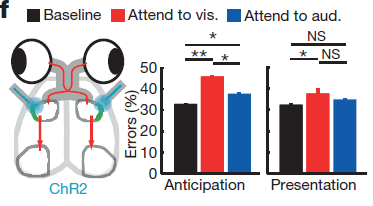 f
Baseline Attend to vis. Attend to aud.
* NS
** * * NS
Errors (%)
50
40
30
20
10
0
ChR2
Anticipation Presentation